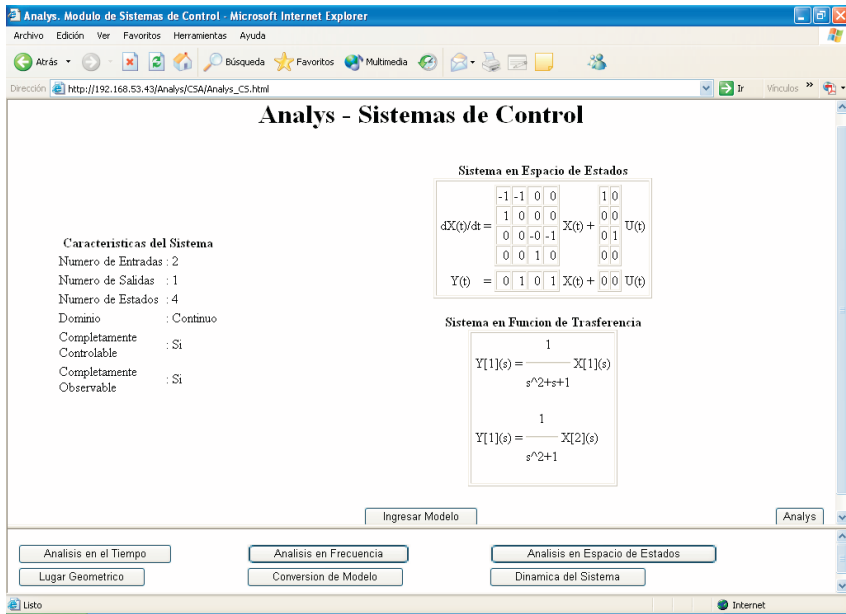 Analys. Modulo de Sistemas de Control - Microsoft Internet Explorer
Archivo Edición Ver Favoritos Herramientas Ayuda
Atrás Búsqueda Favoritos Multimedia
Dirección http://192.168.53.43/Analys/CSA/Analys_CS.html Ir Vínculos »
Analys - Sistemas de Control
Sistema en Espacio de Estados
-1 -1 0 0 1 0
1 0 0 0 0 0
dX(t)/dt = X(t) + U(t)
0 0 -0 -1 0 1
0 0 1 0 0 0
Y(t) = 0 1 0 1 X(t) + 0 0 U(t)
Caracteristicas del Sistema
Numero de Entradas : 2
Numero de Salidas : 1
Numero de Estados : 4
Dominio : Continuo
Completamente
Controlable : Si
Completamente
Observable : Si
Sistema en Funcion de Trasferencia
1
Y[1](s) = X[1](s)
s^2+s+1
1
Y[1](s) = X[2](s)
s^2+1
Ingresar Modelo Analys
Analisis en el Tiempo Analisis en Frecuencia Analisis en Espacio de Estados
Lugar Geometrico Conversion de Modelo Dinamica del Sistema
Listo Internet